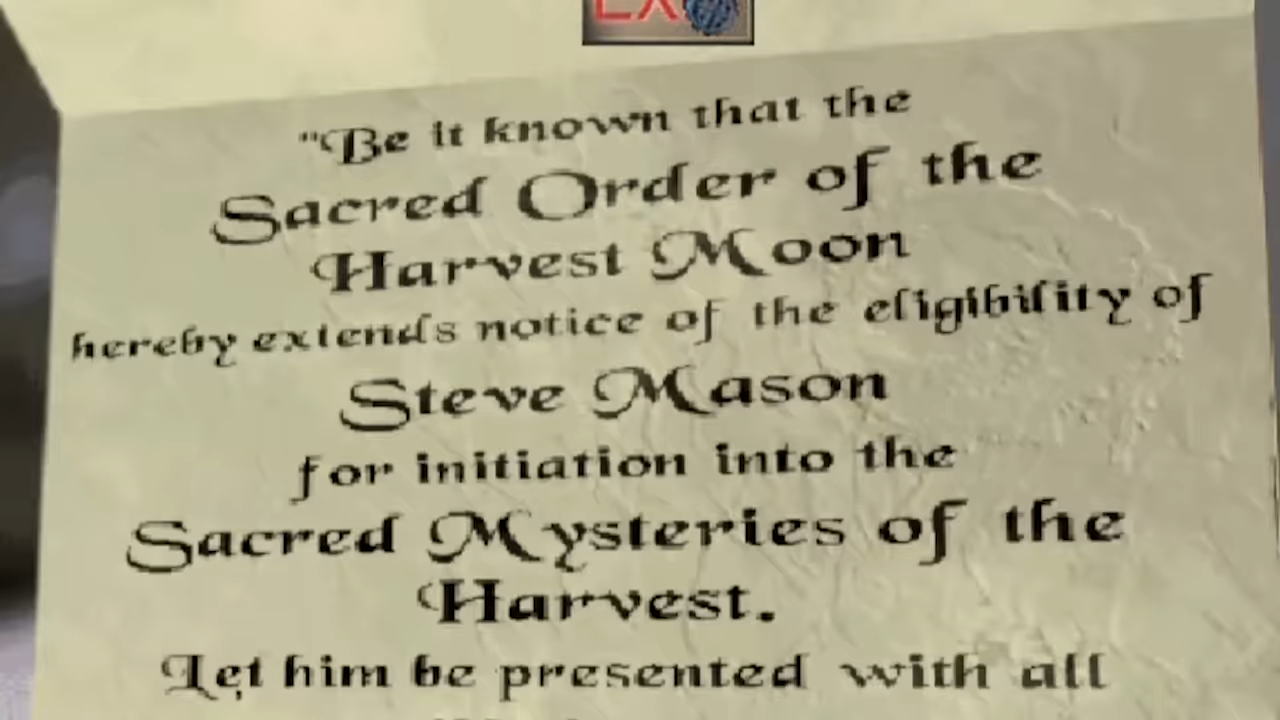 "Be it known that the
Sacred Order of the
Harvest Moon
hereby extends notice of the eligibility of
Steve Mason
for initiation into the
Sacred Mysteries of the
Harvest.
Let him be presented with all